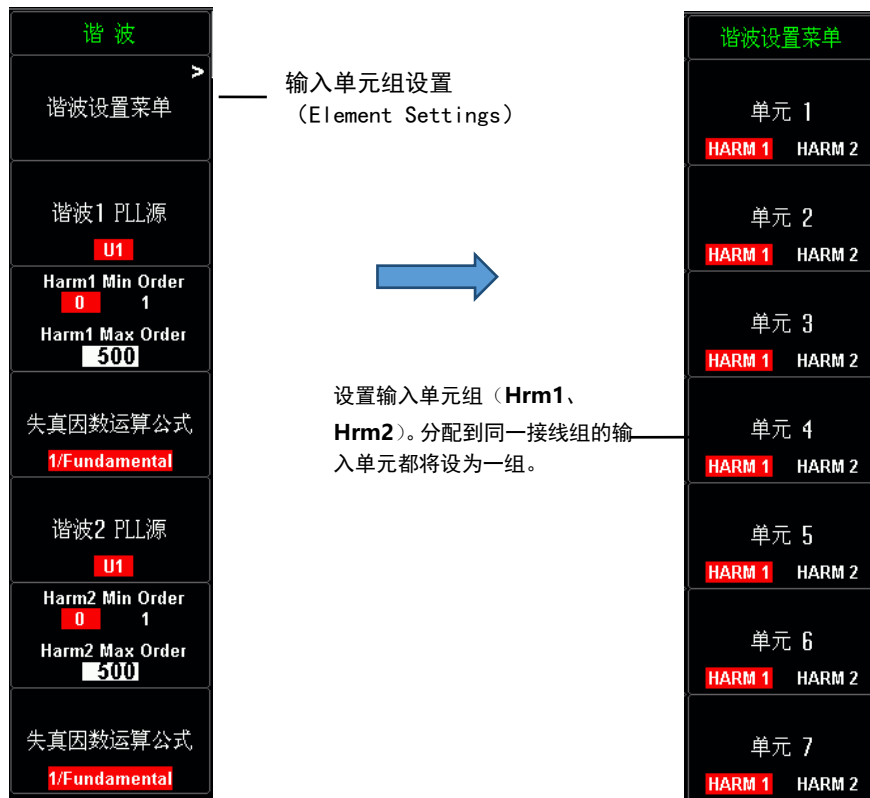 谐 波
>
谐波设置菜单
谐波1 PLL源
U1
Harm1 Min Order
0 1
Harm1 Max Order
500
失真因数运算公式
1/Fundamental
谐波2 PLL源
U1
Harm2 Min Order
0 1
Harm2 Max Order
500
失真因数运算公式
1/Fundamental
输入单元组设置
（Element Settings）
设置输入单元组（Hrm1、
Hrm2）。分配到同一接线组的输
入单元都将设为一组。
谐波设置菜单
单元 1
HARM 1 HARM 2
单元 2
HARM 1 HARM 2
单元 3
HARM 1 HARM 2
单元 4
HARM 1 HARM 2
单元 5
HARM 1 HARM 2
单元 6
HARM 1 HARM 2
单元 7
HARM 1 HARM 2